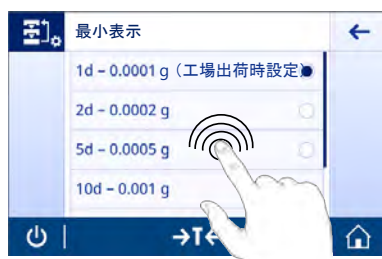 最小表示
1d – 0.0001 g（工場出荷時設定）
2d – 0.0002 g
5d – 0.0005 g
10d – 0.001 g
→T←